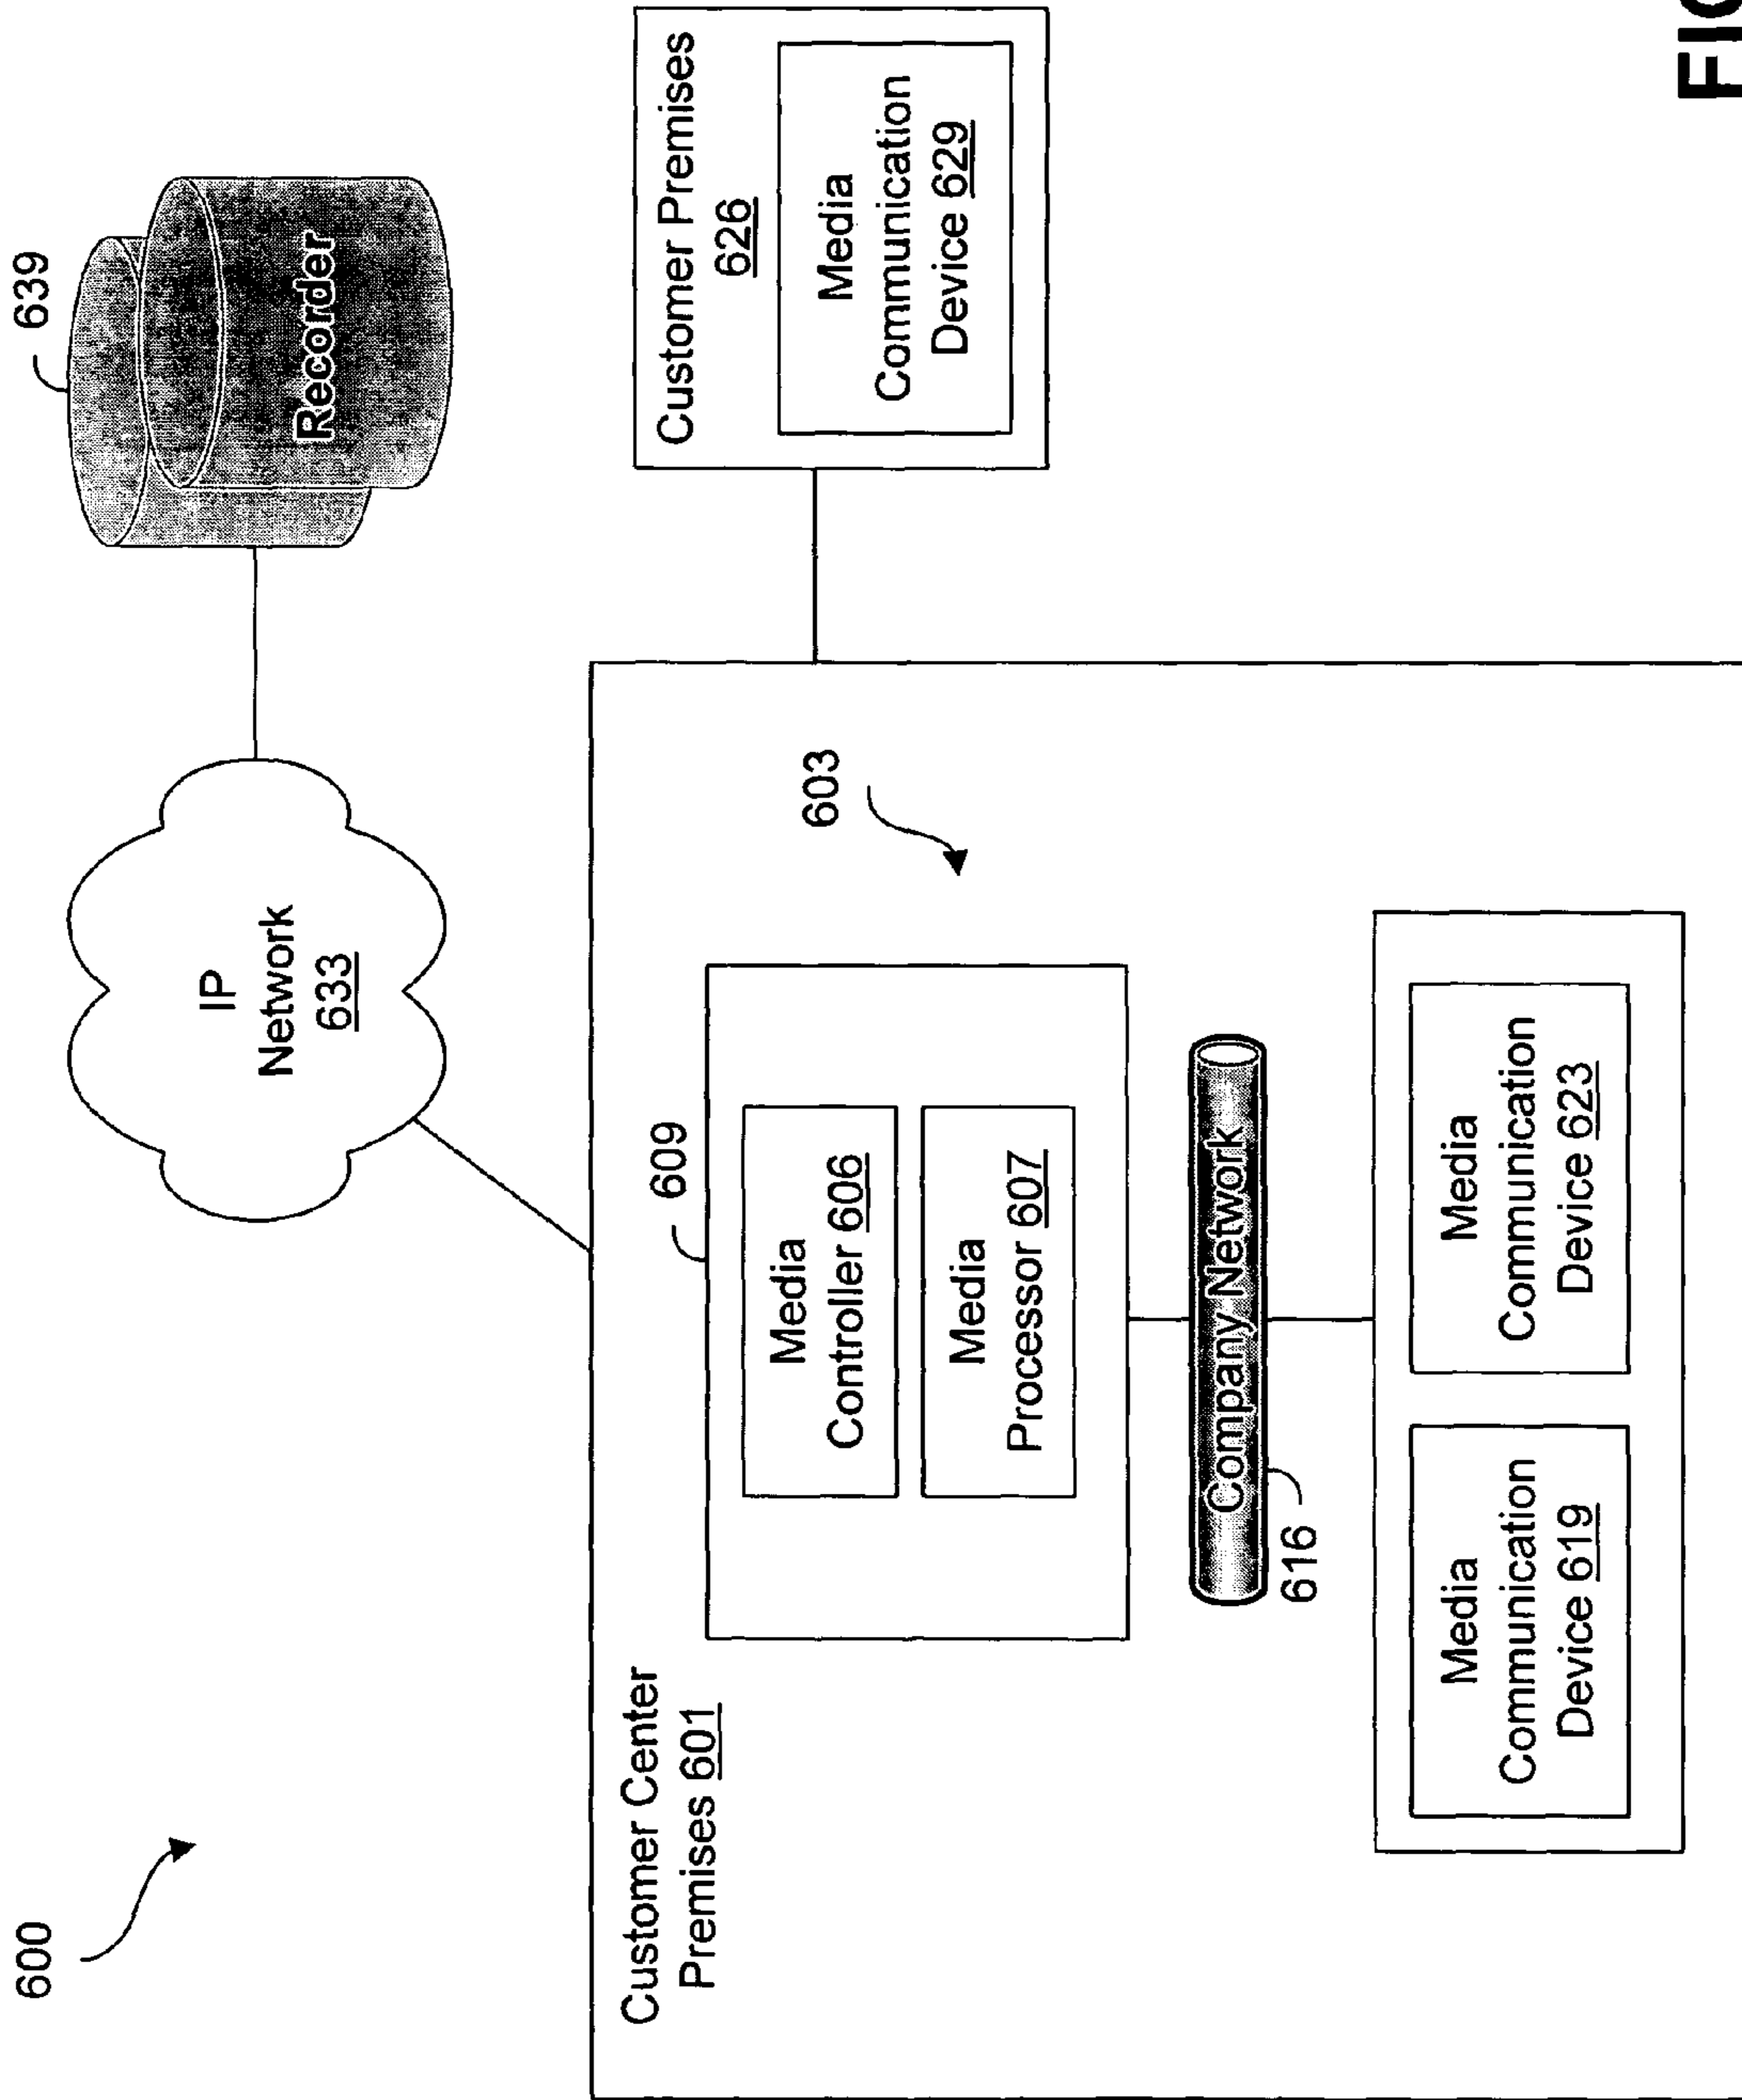 600
639
IP
Network
633
Recorder
Customer Center
Premises 601
609
Media
Controller 606
Media
Processor 607
603
Customer Premises
626
Media
Communication
Device 629
Company Network
616
Media
Communication
Device 619
Media
Communication
Device 623
FIG